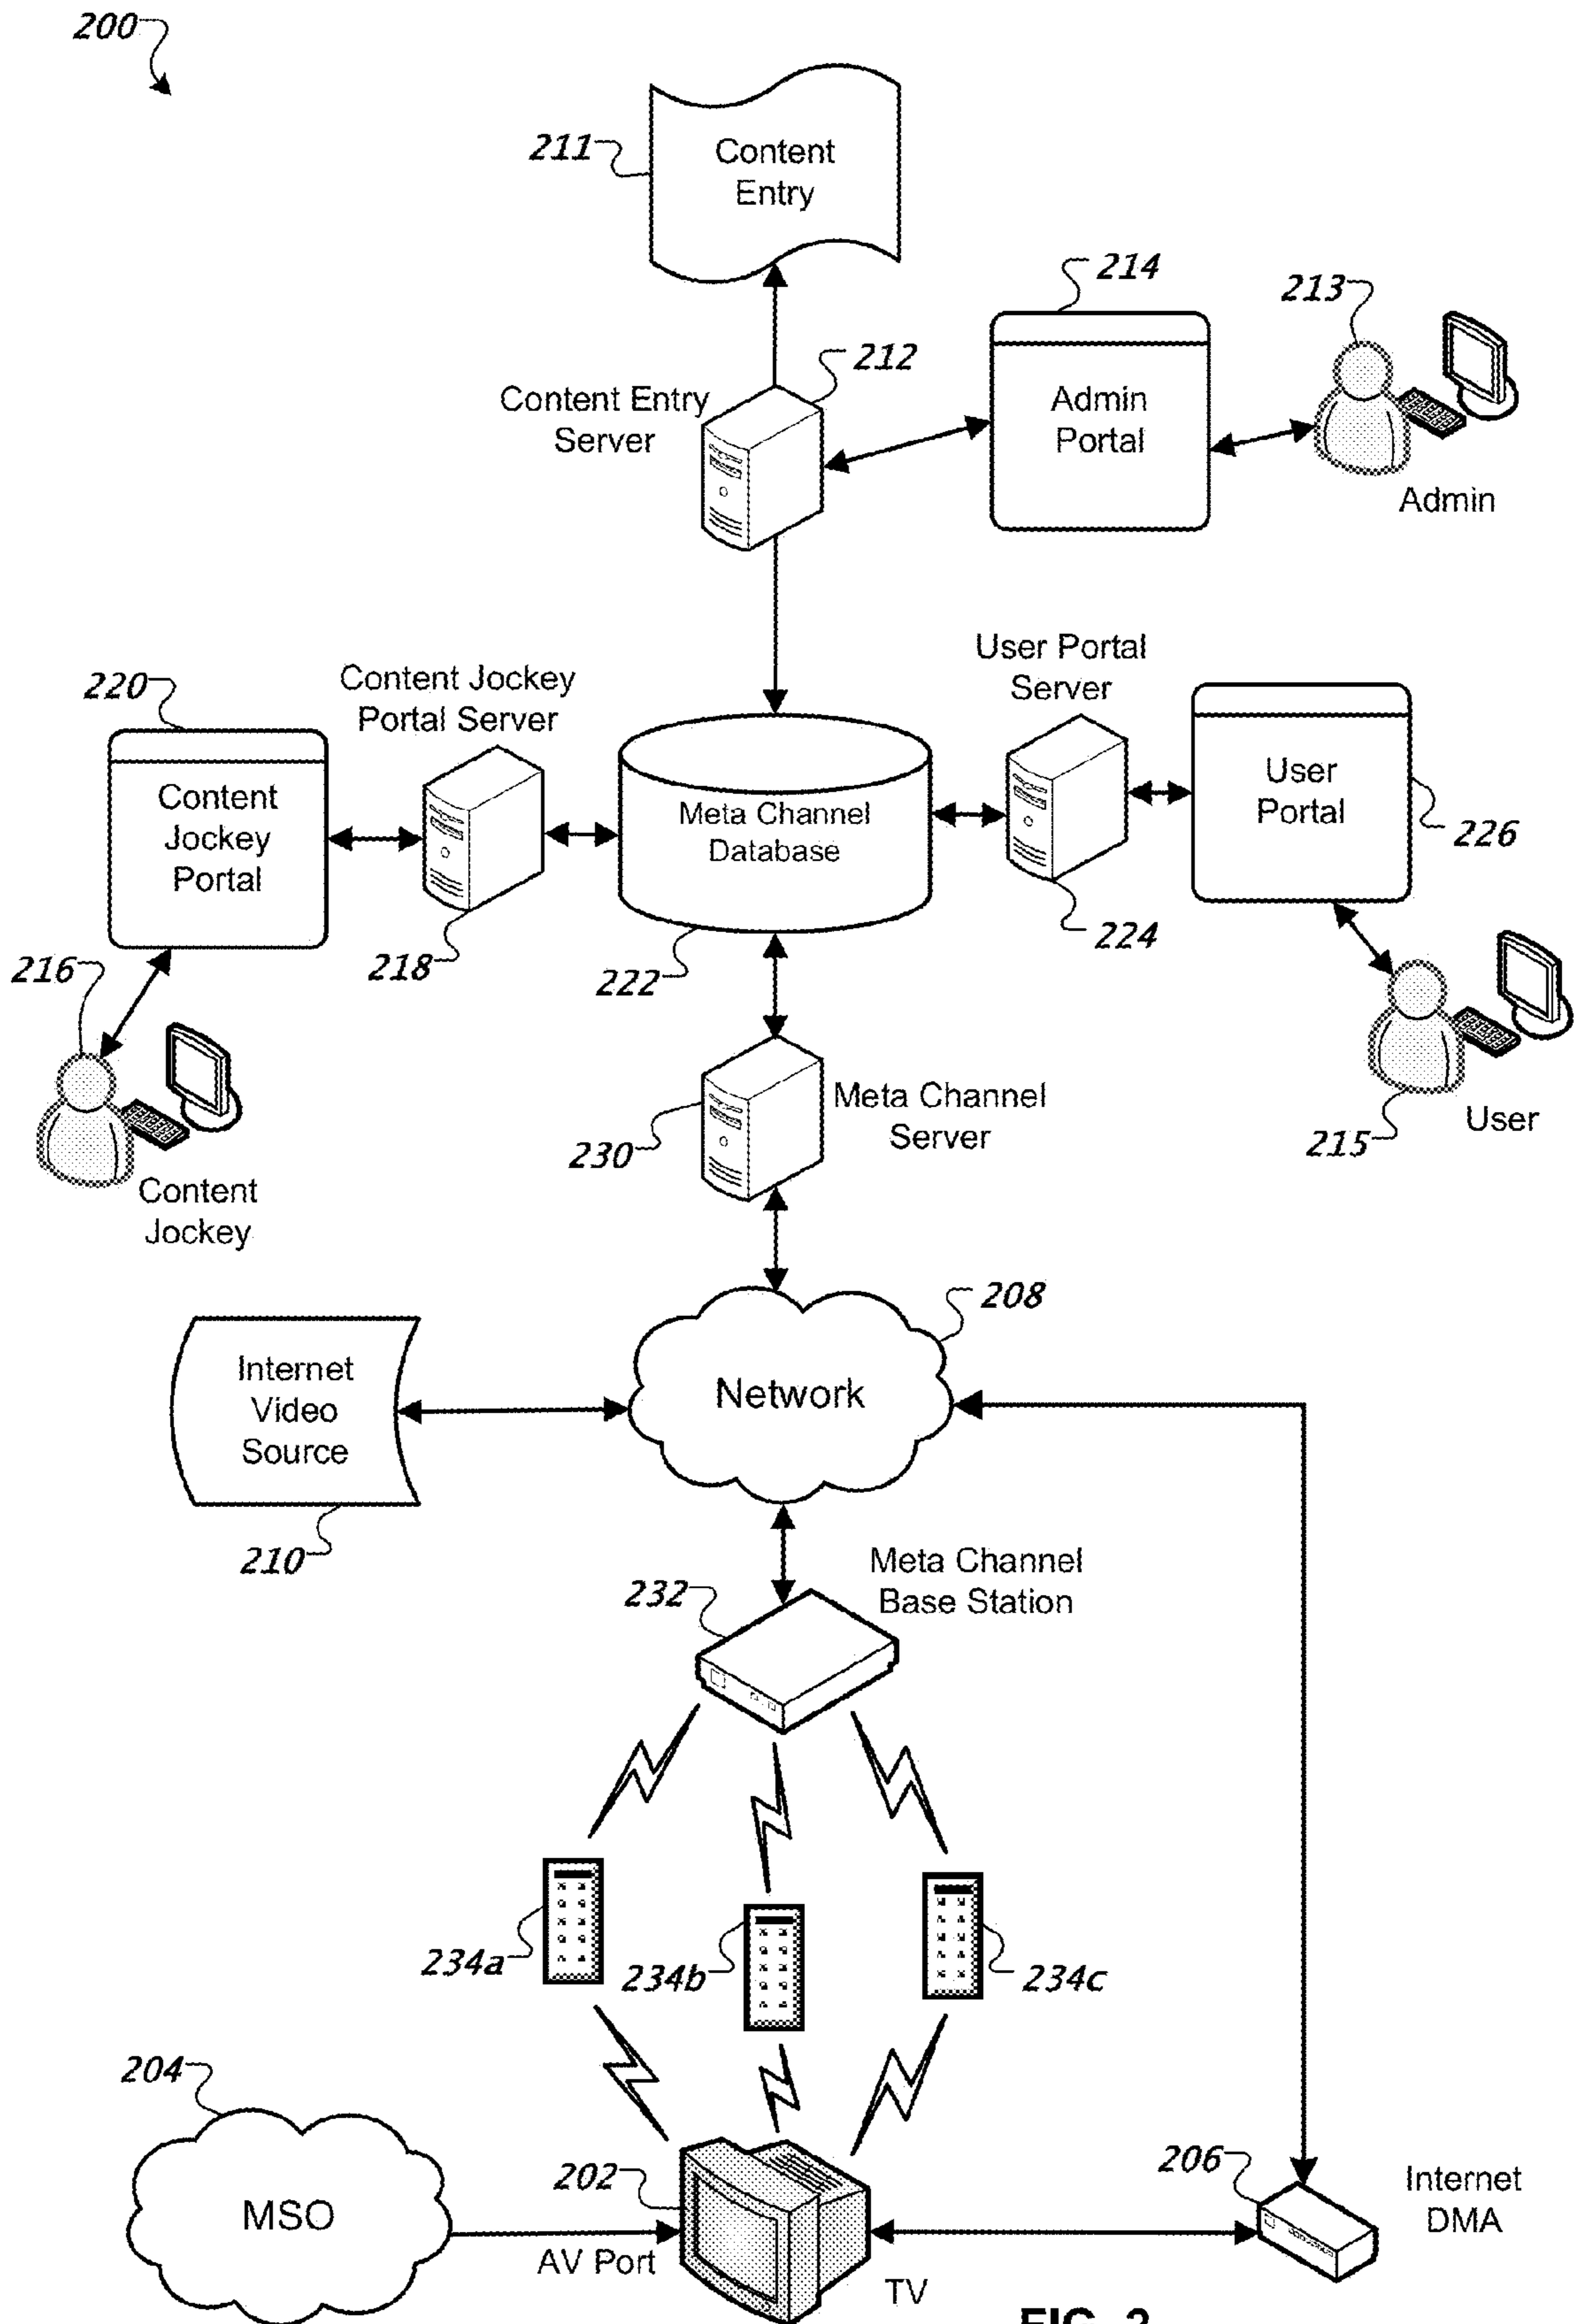 200
211
Content
Entry
214
213
212
Content Entry
Server
Admin
Portal
Admin
User Portal
Server
Content Jockey
Portal Server
220
Content
Jockey
Portal
Meta Channel
Database
User
Portal
226
224
216
218
222
Meta Channel
Server
230
User
215
Content
Jockey
208
Internet
Video
Source
Network
210
Meta Channel
Base Station
232
234a
234b
234c
204
202
206
Internet
DMA
MSO
AV Port
TV
FIG. 2